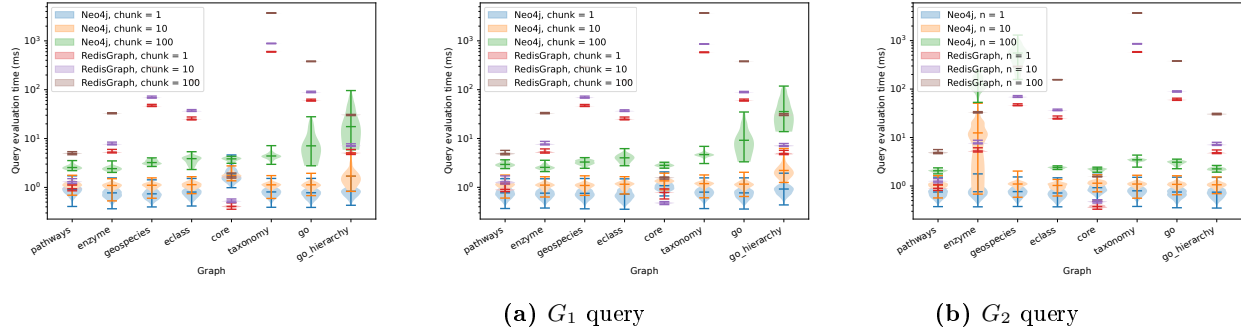 Neo4j, chunk = 1
Neo4j, chunk = 10
Neo4j, chunk = 100
RedisGraph, chunk = 1
RedisGraph, chunk = 10
RedisGraph, chunk = 100
Query evaluation time (ms)
10³
10²
10¹
10⁰
pathways
enzyme
geospecies
eclass
core
taxonomy
go
go_hierarchy
Graph
Neo4j, chunk = 1
Neo4j, chunk = 10
Neo4j, chunk = 100
RedisGraph, chunk = 1
RedisGraph, chunk = 10
RedisGraph, chunk = 100
Query evaluation time (ms)
10³
10²
10¹
10⁰
pathways
enzyme
geospecies
eclass
core
taxonomy
go
go_hierarchy
Graph
(a) G₁ query
Neo4j, n = 1
Neo4j, n = 10
Neo4j, n = 100
RedisGraph, n = 1
RedisGraph, n = 10
RedisGraph, n = 100
Query evaluation time (ms)
10³
10²
10¹
10⁰
pathways
enzyme
geospecies
eclass
core
taxonomy
go
go_hierarchy
Graph
(b) G₂ query